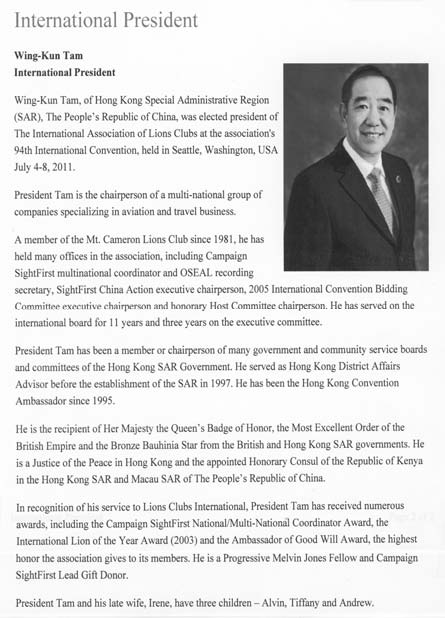 International President
Wing-Kun Tam
International President
Wing-Kun Tam, of Hong Kong Special Administrative Region
(SAR), The People's Republic of China, was elected president of
The International Association of Lions Clubs at the association's
94th International Convention, held in Seattle, Washington, USA
July 4-8, 2011.
President Tam is the chairperson of a multi-national group of
companies specializing in aviation and travel business.
A member of the Mt. Cameron Lions Club since 1981, he has
held many offices in the association, including Campaign
SightFirst multinational coordinator and OSEAL recording
secretary, SightFirst China Action executive chairperson, 2005 International Convention Bidding
Committee executive chairperson and honorary Host Committee chairperson. He has served on the
international board for 11 years and three years on the executive committee.
President Tam has been a member or chairperson of many government and community service boards
and committees of the Hong Kong SAR Government. He served as Hong Kong District Affairs
Advisor before the establishment of the SAR in 1997. He has been the Hong Kong Convention
Ambassador since 1995.
He is the recipient of Her Majesty the Queen's Badge of Honor, the Most Excellent Order of the
British Empire and the Bronze Bauhinia Star from the British and Hong Kong SAR governments. He
is a Justice of the Peace in Hong Kong and the appointed Honorary Consul of the Republic of Kenya
in the Hong Kong SAR and Macau SAR of The People's Republic of China.
In recognition of his service to Lions Clubs International, President Tam has received numerous
awards, including the Campaign SightFirst National/Multi-National Coordinator Award, the
International Lion of the Year Award (2003) and the Ambassador of Good Will Award, the highest
honor the association gives to its members. He is a Progressive Melvin Jones Fellow and Campaign
SightFirst Lead Gift Donor.
President Tam and his late wife, Irene, have three children – Alvin, Tiffany and Andrew.